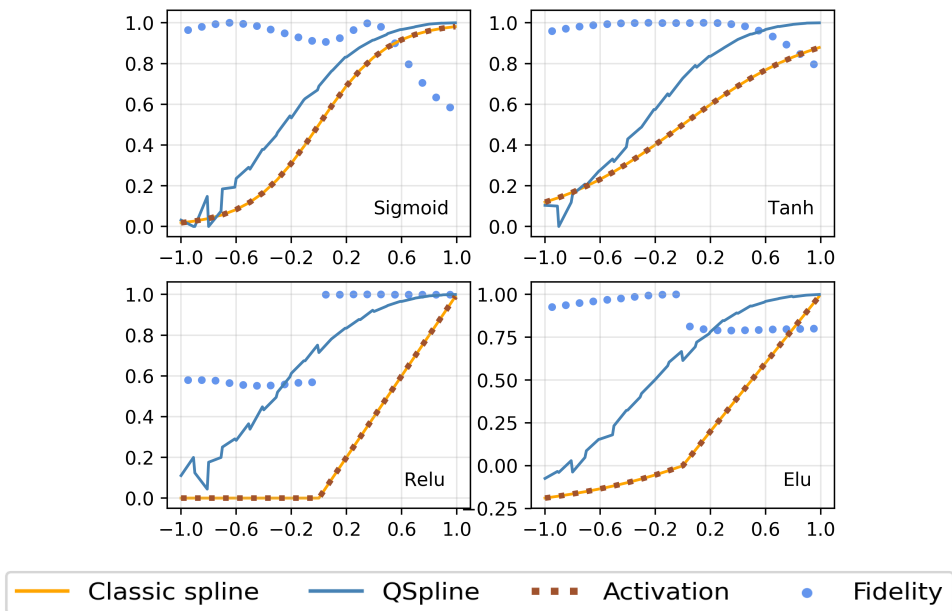 1.0 1.0
0.8 0.8
0.6 0.6
0.4 0.4
0.2 0.2
0.0 0.0
Sigmoid Tanh
−1.0 −0.6 −0.2 0.2 0.6 1.0 −1.0 −0.6 −0.2 0.2 0.6 1.0
1.0 1.00
0.8 0.75
0.6 0.50
0.4 0.25
0.2 0.00
0.0 −0.25
Relu Elu
−1.0 −0.6 −0.2 0.2 0.6 1.0 −1.0 −0.6 −0.2 0.2 0.6 1.0
Classic spline QSpline Activation Fidelity